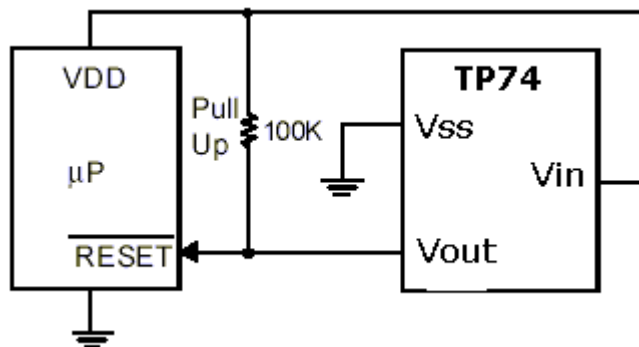 VDD
μP
RESET
Pull
Up
100K
TP74
Vss
Vin
Vout